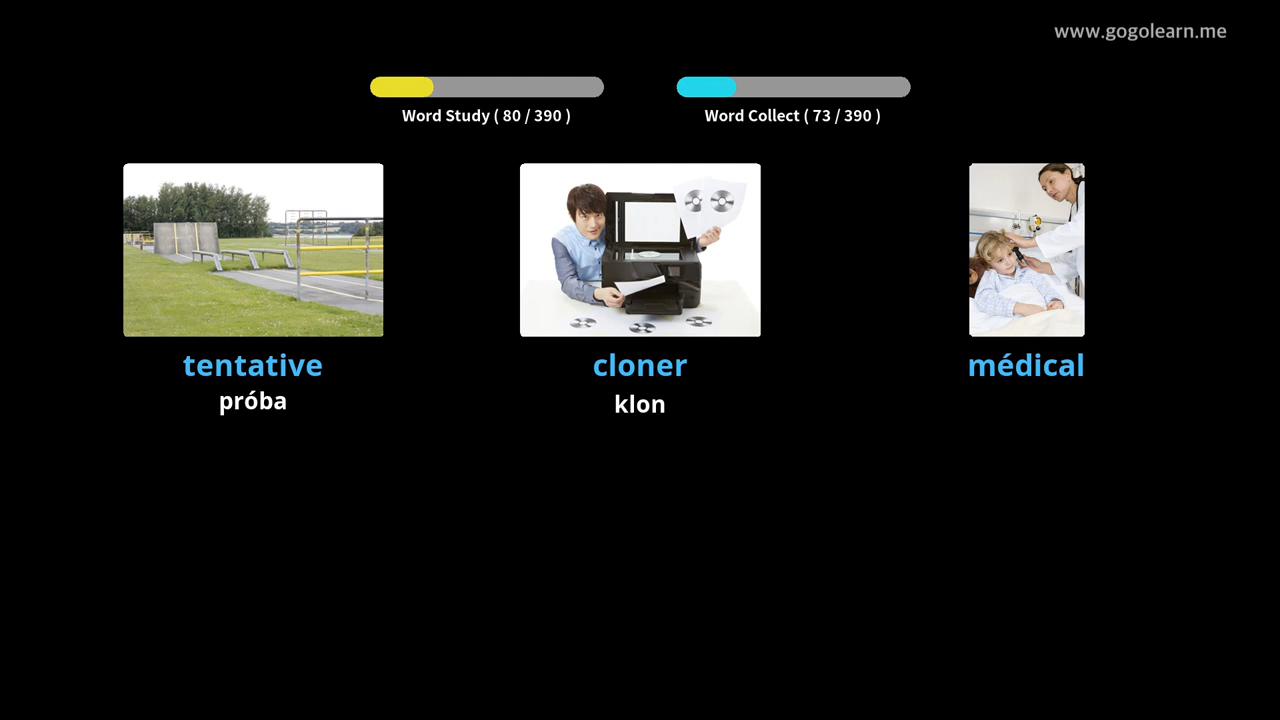 www.gogolearn.me
Word Study ( 80 / 390 )
Word Collect ( 73 / 390 )
tentative
próba
cloner
klon
médical